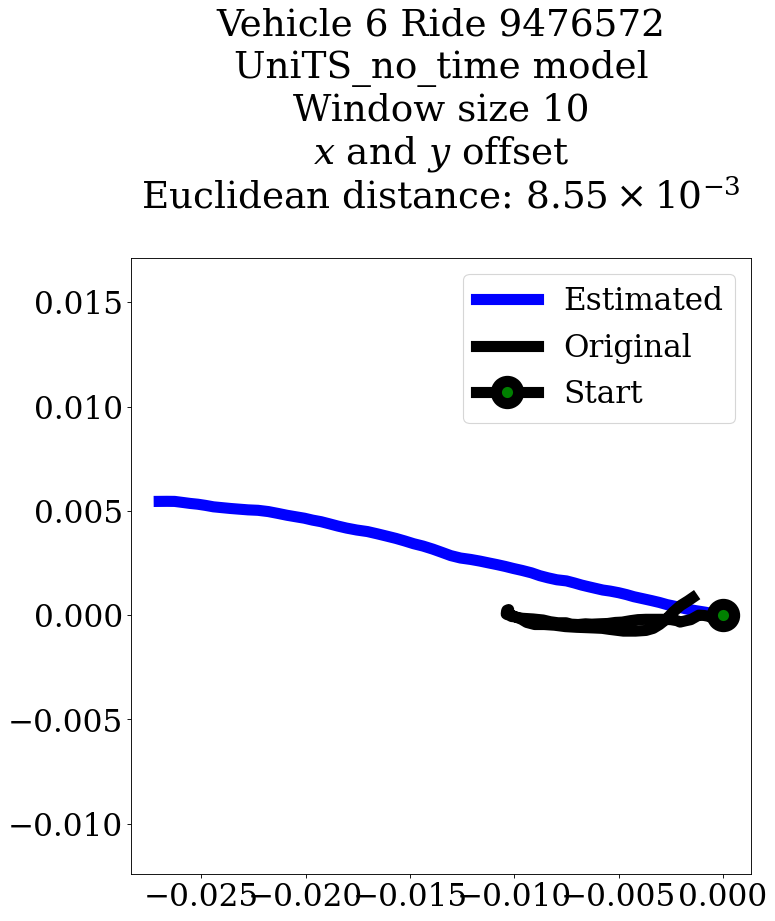 Vehicle 6 Ride 9476572
UniTS_no_time model
Window size 10
x and y offset
Euclidean distance: 8.55 × 10⁻³
Estimated
Original
Start
0.015
0.010
0.005
0.000
−0.005
−0.010
−0.025 −0.020 −0.015 −0.010 −0.005 0.000